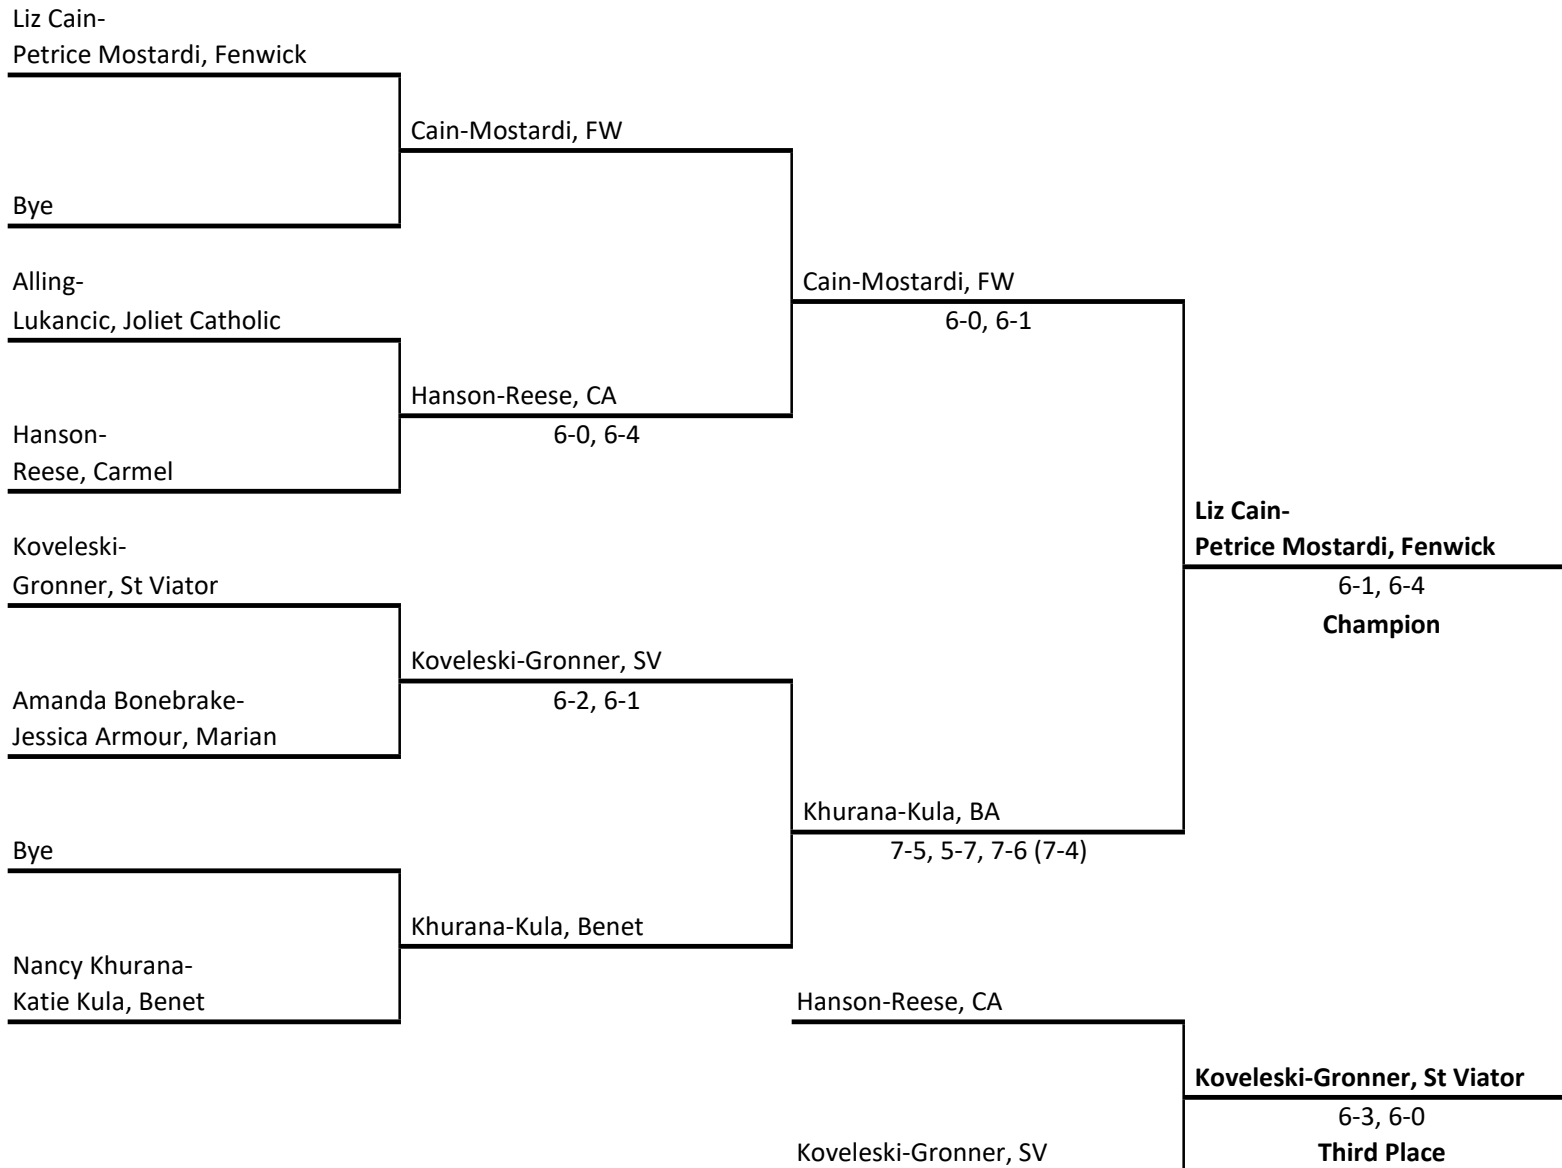 Liz Cain-
Petrice Mostardi, Fenwick
Cain-Mostardi, FW
Bye
Alling-
Lukancic, Joliet Catholic
Cain-Mostardi, FW
6-0, 6-1
Hanson-Reese, CA
6-0, 6-4
Hanson-
Reese, Carmel
Liz Cain-
Petrice Mostardi, Fenwick
6-1, 6-4
Champion
Koveleski-
Gronner, St Viator
Koveleski-Gronner, SV
6-2, 6-1
Amanda Bonebrake-
Jessica Armour, Marian
Khurana-Kula, BA
7-5, 5-7, 7-6 (7-4)
Bye
Khurana-Kula, Benet
Nancy Khurana-
Katie Kula, Benet
Hanson-Reese, CA
Koveleski-Gronner, St Viator
6-3, 6-0
Third Place
Koveleski-Gronner, SV